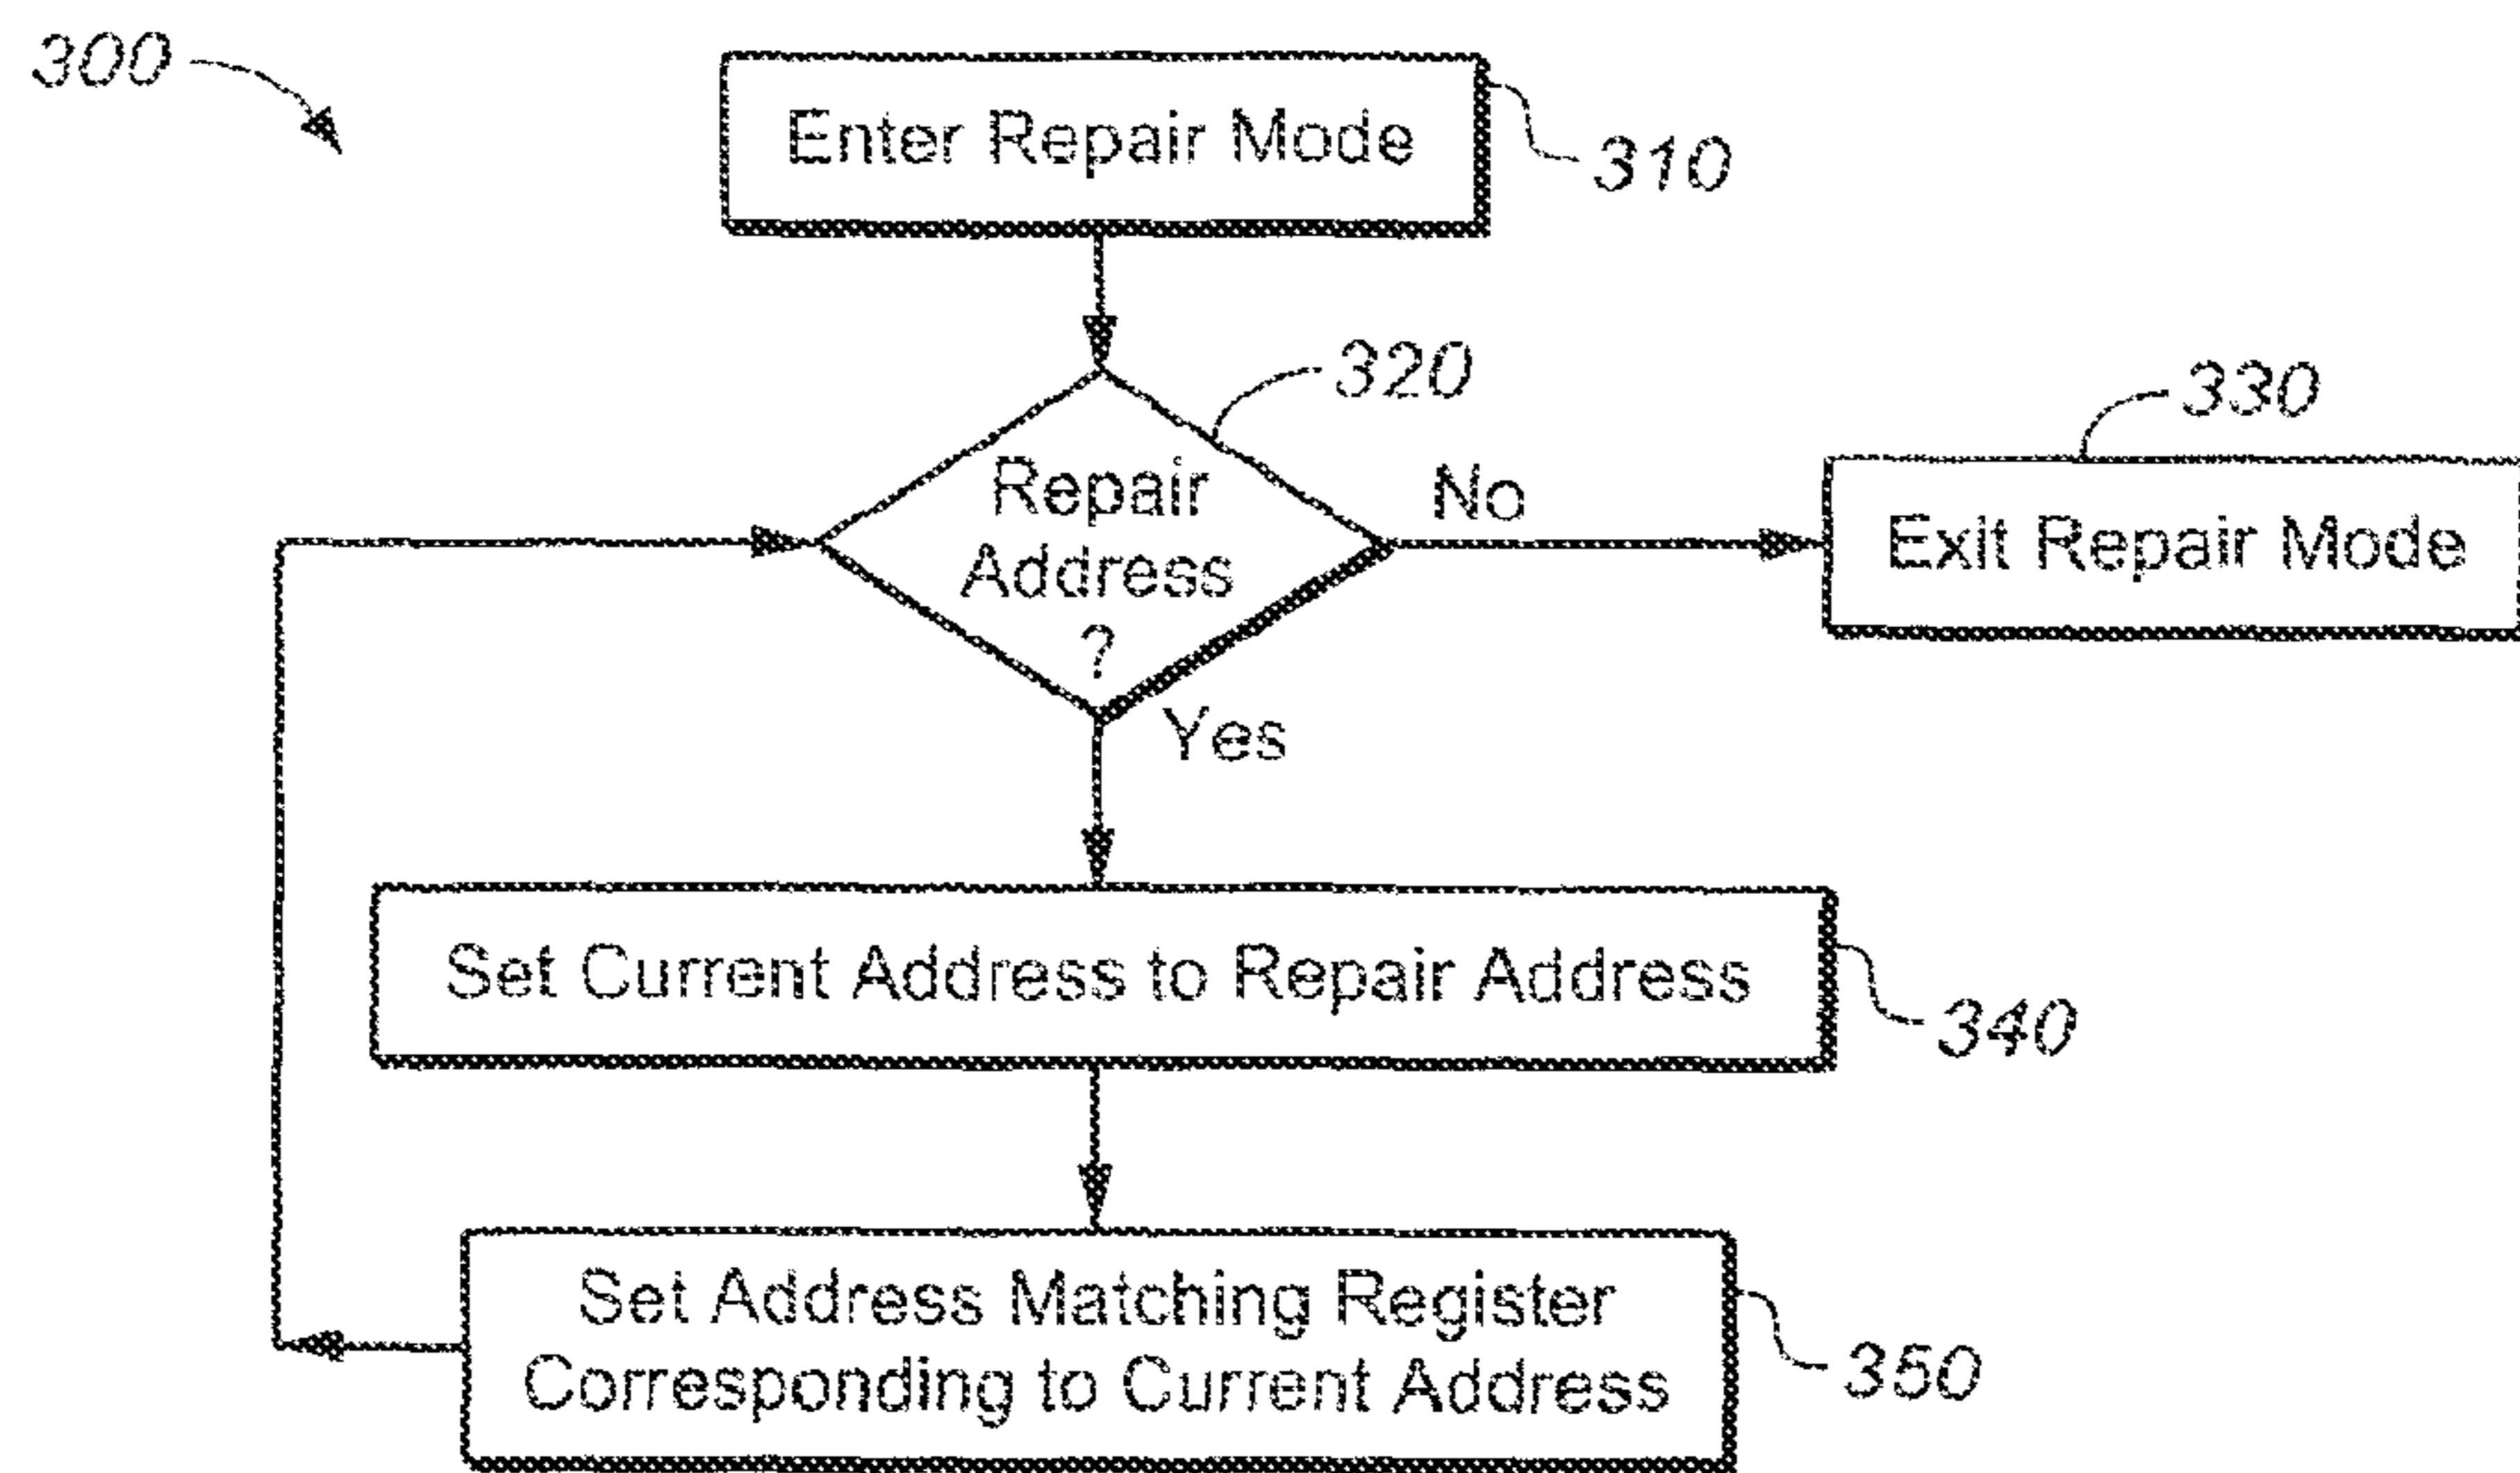 300
Enter Repair Mode
310
320
330
Repair
Address
?
No
Exit Repair Mode
Yes
Set Current Address to Repair Address
340
Set Address Matching Register
Corresponding to Current Address
350